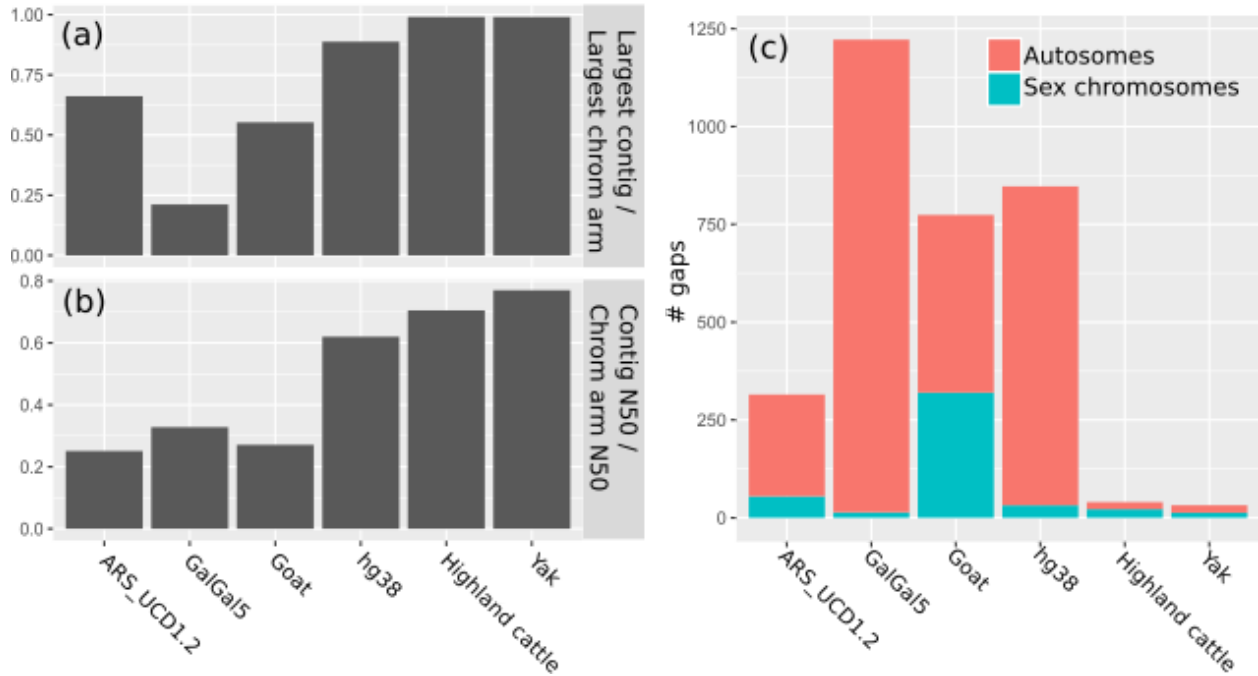 (a)
1.00
0.75
0.50
0.25
0.00
Largest contig /
Largest chrom arm
(b)
0.8
0.6
0.4
0.2
0.0
Contig N50 /
Chrom arm N50
ARS_UCD1.2
GalGal5
Goat
hg38
Highland cattle
Yak
(c)
Autosomes
Sex chromosomes
# gaps
1250
1000
750
500
250
0
ARS_UCD1.2
GalGal5
Goat
hg38
Highland cattle
Yak